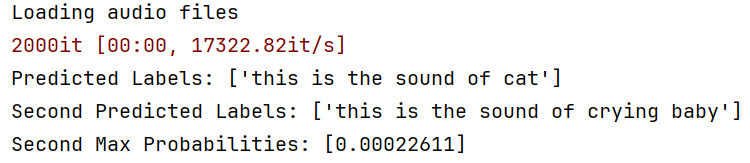 Loading audio files
2000it [00:00, 17322.82it/s]
Predicted Labels: ['this is the sound of cat']
Second Predicted Labels: ['this is the sound of crying baby']
Second Max Probabilities: [0.00022611]